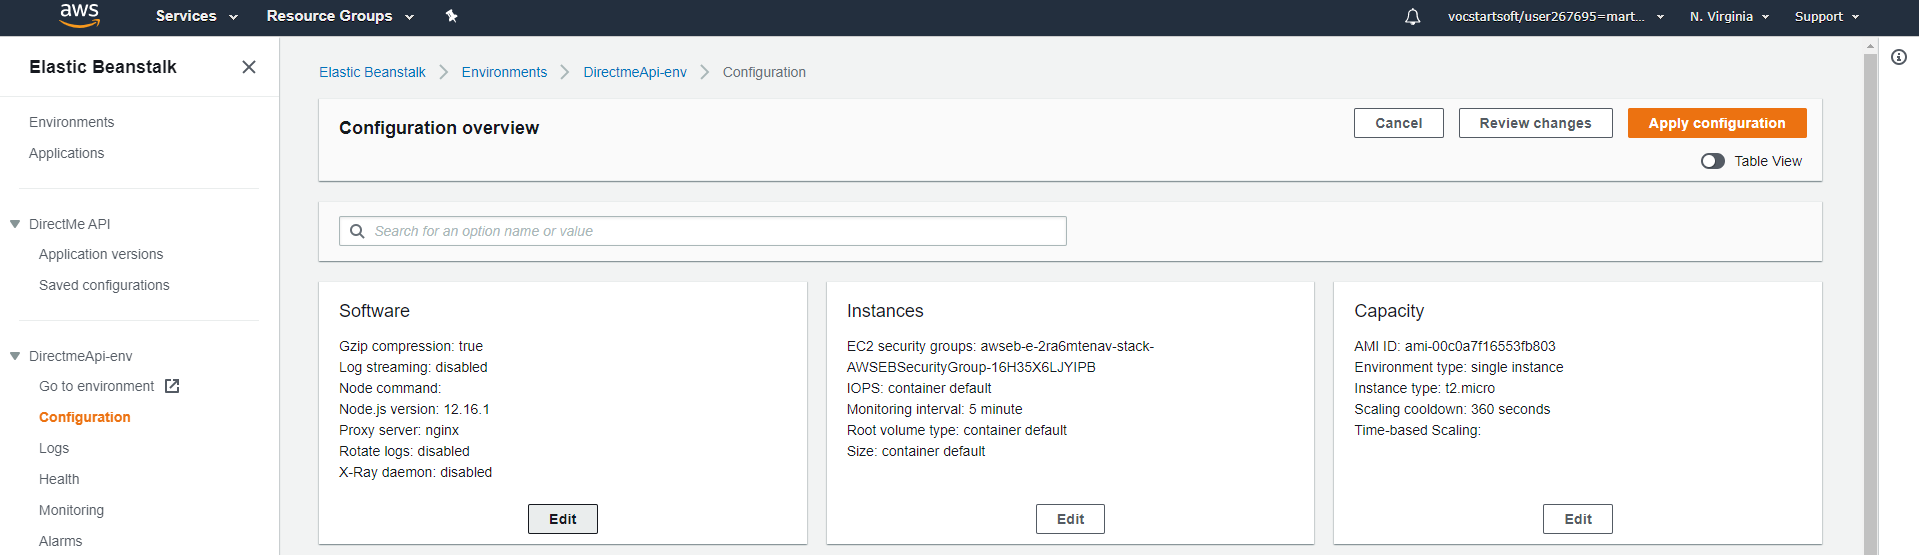 aws
Services
Resource Groups
vocstartsoft/user267695=mart...
N. Virginia
Support
Elastic Beanstalk
Environments
Applications
DirectMe API
Application versions
Saved configurations
DirectmeApi-env
Go to environment
Configuration
Logs
Health
Monitoring
Alarms
Elastic Beanstalk
Environments
DirectmeApi-env
Configuration
Configuration overview
Cancel
Review changes
Apply configuration
Table View
Search for an option name or value
Software
Gzip compression: true
Log streaming: disabled
Node command:
Node.js version: 12.16.1
Proxy server: nginx
Rotate logs: disabled
X-Ray daemon: disabled
Edit
Instances
EC2 security groups: awseb-e-2ra6mtenav-stack-
AWSEBSecurityGroup-16H35X6LJYIPB
IOPS: container default
Monitoring interval: 5 minute
Root volume type: container default
Size: container default
Edit
Capacity
AMI ID: ami-00c0a7f16553fb803
Environment type: single instance
Instance type: t2.micro
Scaling cooldown: 360 seconds
Time-based Scaling:
Edit